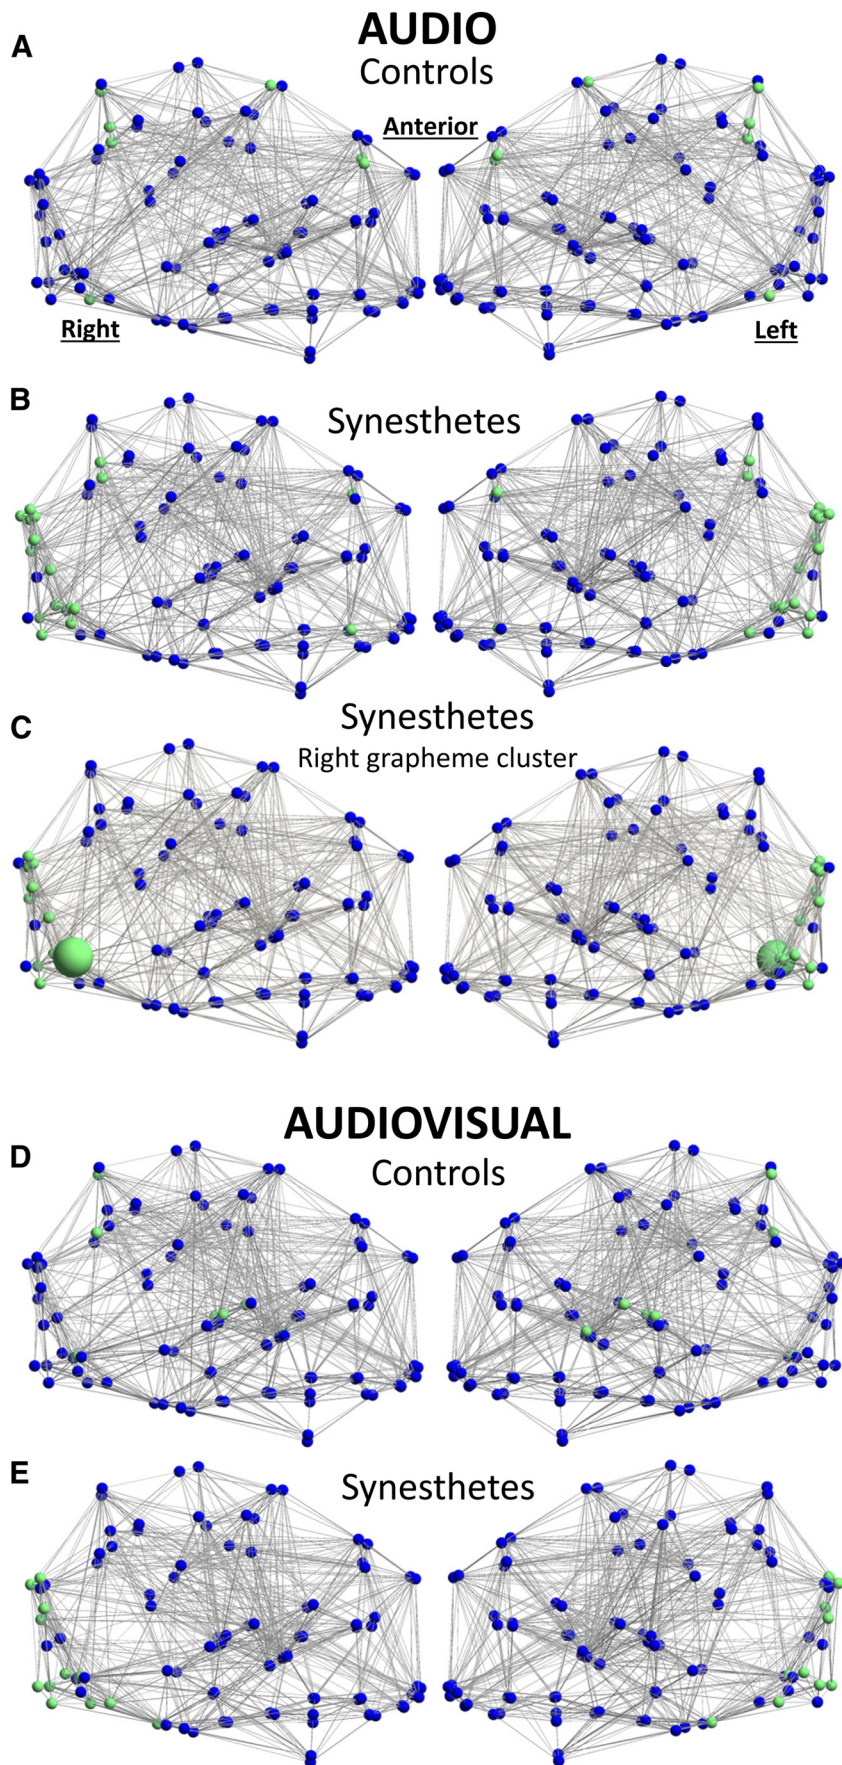 AUDIO
A
Controls
Anterior
Right
Left
B
Synesthetes
C
Synesthetes
Right grapheme cluster
AUDIOVISUAL
D
Controls
E
Synesthetes